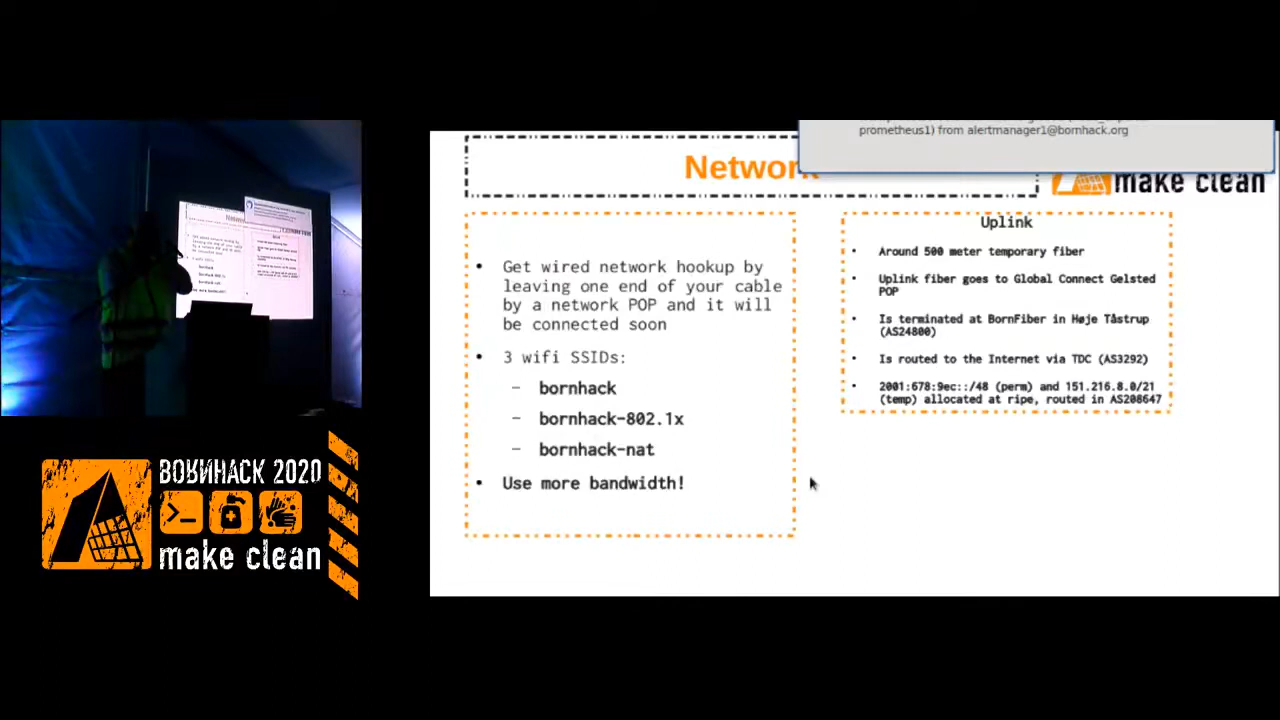 prometheus1) from alertmanager1@bornhack.org
Network
make clean
Get wired network hookup by
leaving one end of your cable
by a network POP and it will
be connected soon
3 wifi SSIDs:
– bornhack
– bornhack-802.1x
– bornhack-nat
Use more bandwidth!
Uplink
Around 500 meter temporary fiber
Uplink fiber goes to Global Connect Gelsted
POP
Is terminated at BornFiber in Høje Tåstrup
(AS24800)
Is routed to the Internet via TDC (AS3292)
2001:678:9ec::/48 (perm) and 151.216.8.0/21
(temp) allocated at ripe, routed in AS208647
BORNHACK 2020
make clean